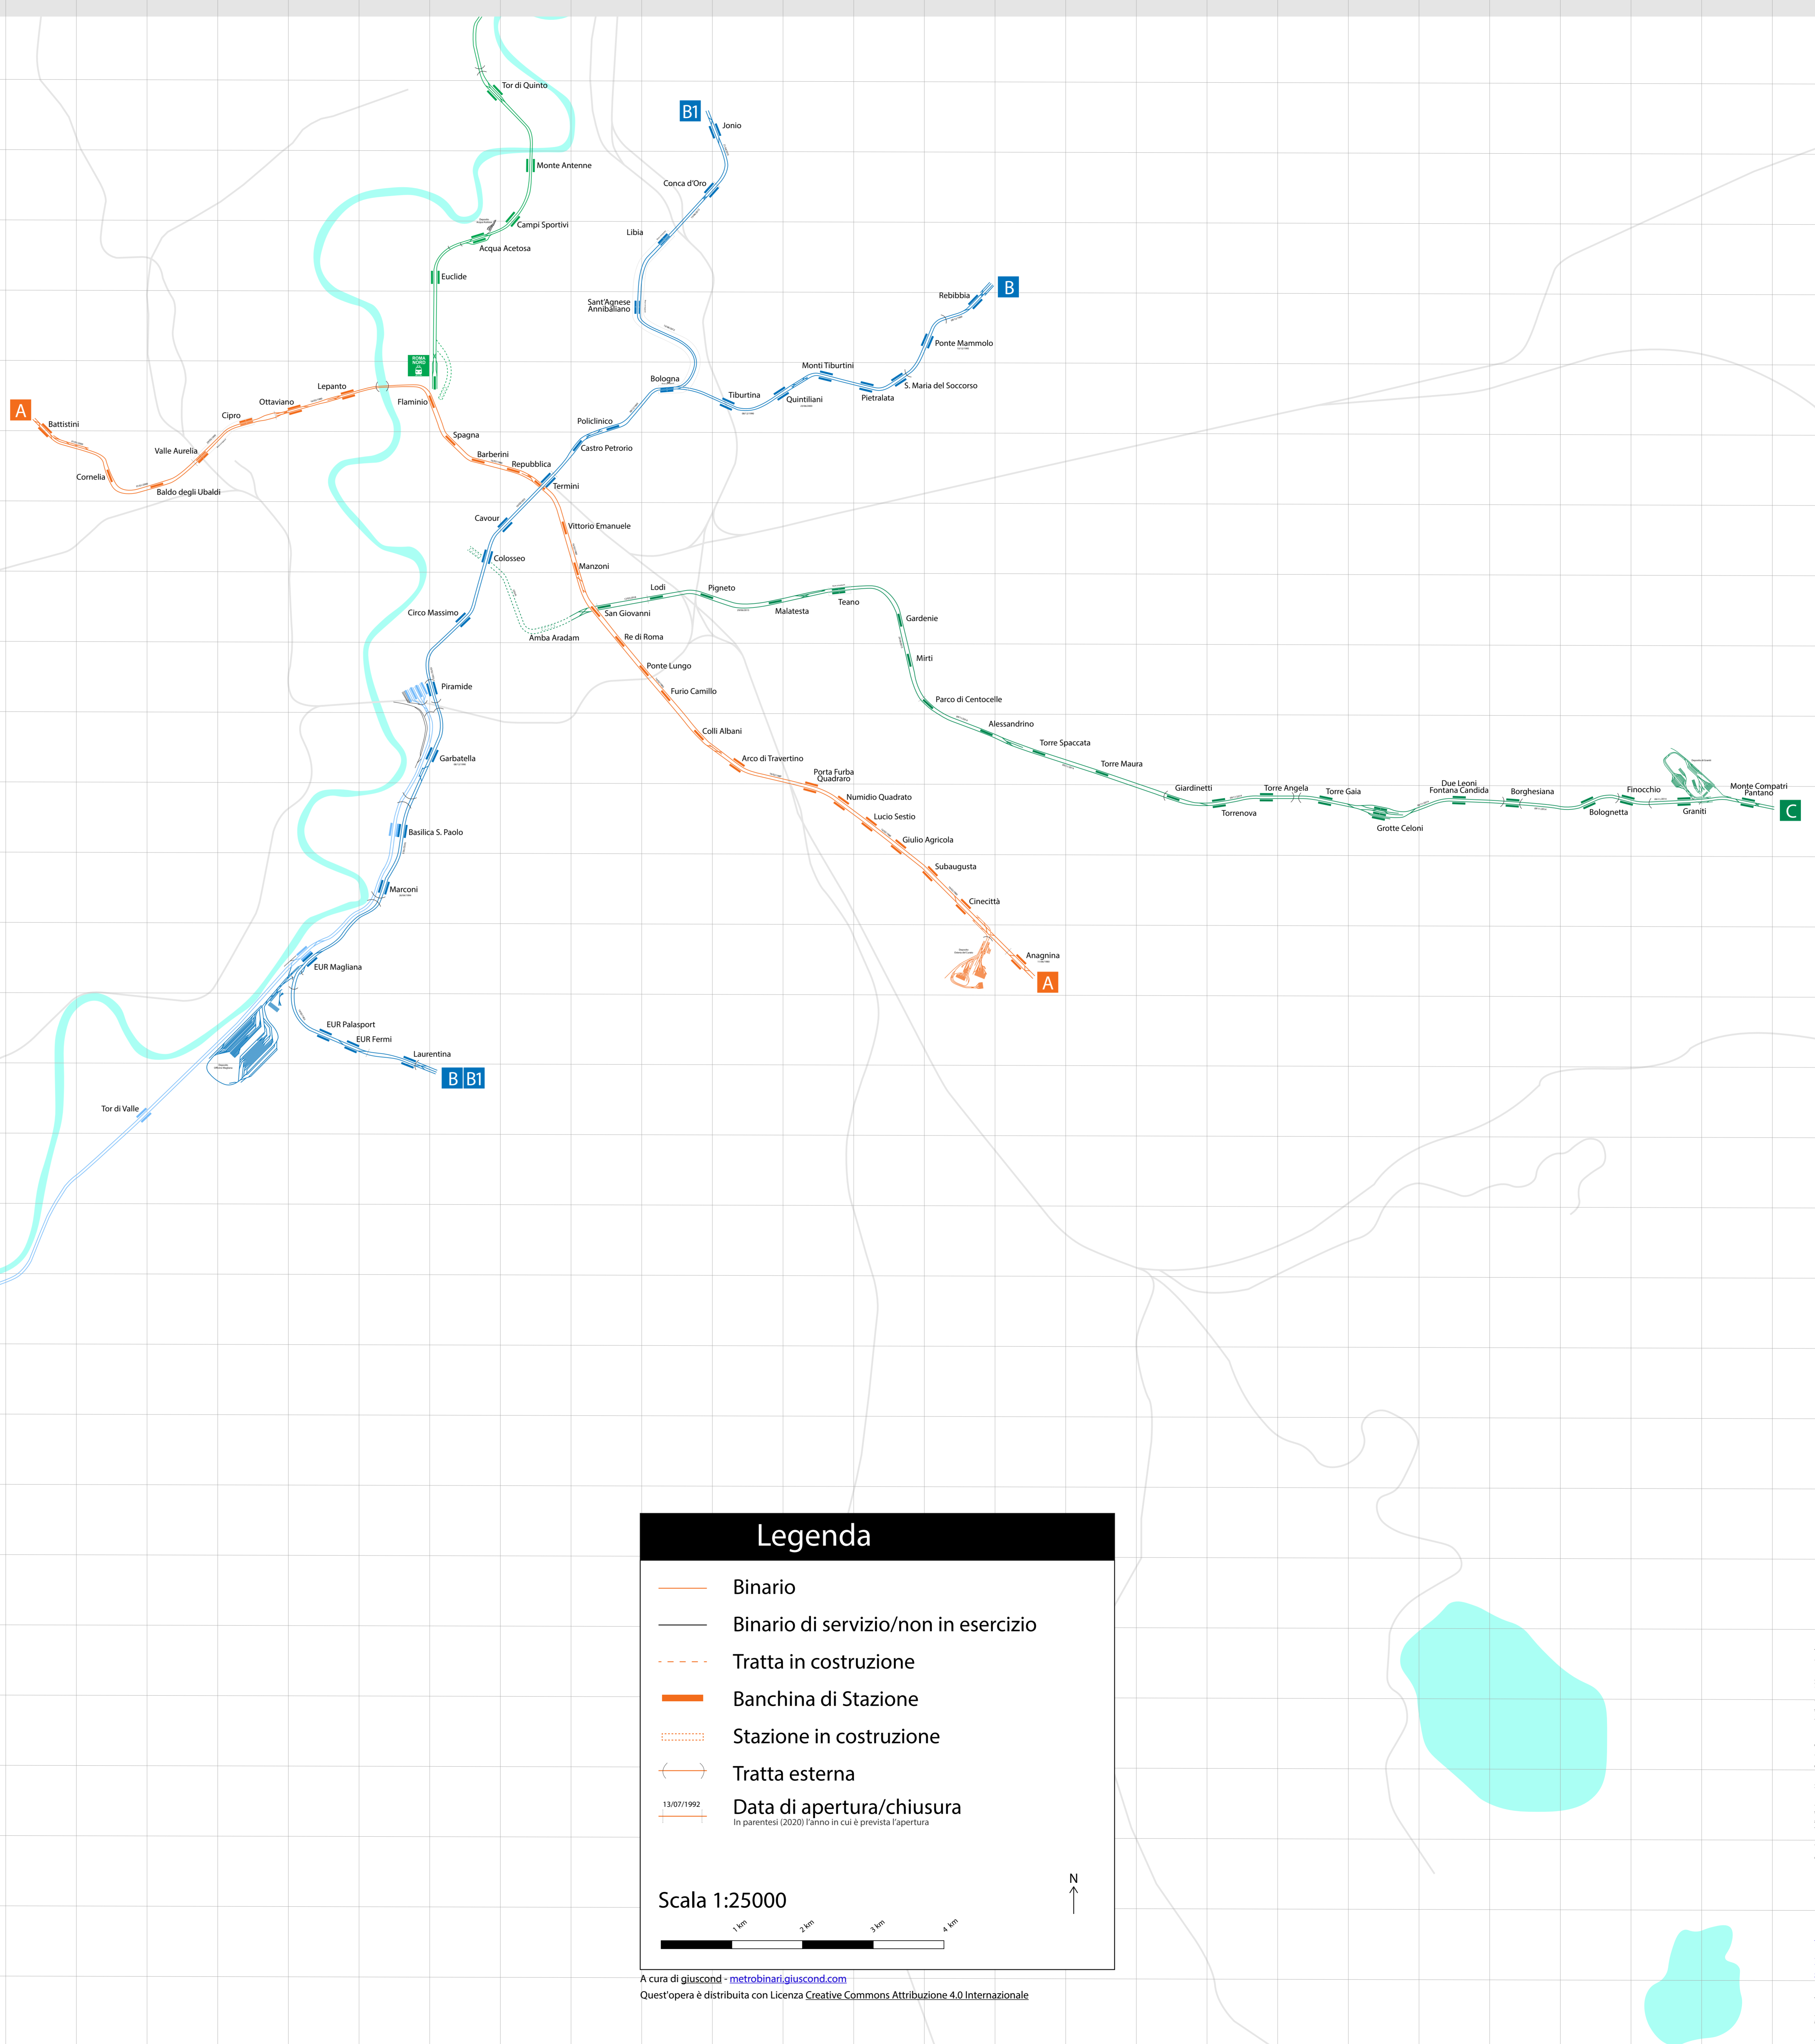 Tor di Quinto
B1
Jonio
Monte Antenne
Conca d'Oro
Campi Sportivi
Libia
Acqua Acetosa
Euclide
B
Rebibbia
Sant'Agnese
Annibaliano
Ponte Mammolo
ROMA
NORD
Monti Tiburtini
Bologna
S. Maria del Soccorso
Lepanto
Tiburtina
Quintiliani
Pietralata
Ottaviano
Flaminio
A
Cipro
Battistini
Policlinico
Spagna
Castro Petrorio
Valle Aurelia
Barberini
Repubblica
Cornelia
Termini
Baldo degli Ubaldi
Cavour
Vittorio Emanuele
Colosseo
Manzoni
Lodi
Pigneto
Teano
Circo Massimo
San Giovanni
Malatesta
Gardenie
Amba Aradam
Re di Roma
Mirti
Ponte Lungo
Piramide
Furio Camillo
Parco di Centocelle
Alessandrino
Colli Albani
Torre Spaccata
Garbatella
Arco di Travertino
Torre Maura
Porta Furba
Quadraro
Giardinetti
Torre Angela
Torre Gaia
Due Leoni
Fontana Candida
Borghesiana
Finocchio
Monte Compatri
Pantano
Numidio Quadrato
Torrenova
Bolognetta
Graniti
C
Lucio Sestio
Grotte Celoni
Basilica S. Paolo
Giulio Agricola
Subaugusta
Marconi
Cinecittà
Anagnina
EUR Magliana
A
EUR Palasport
EUR Fermi
Laurentina
B B1
Tor di Valle
Legenda
Binario
Binario di servizio/non in esercizio
Tratta in costruzione
Banchina di Stazione
Stazione in costruzione
Tratta esterna
13/07/1992
Data di apertura/chiusura
In parentesi (2020) l'anno in cui è prevista l'apertura
N
Scala 1:25000
1 km 2 km 3 km 4 km
A cura di giuscond - metrobinari.giuscond.com
Quest'opera è distribuita con Licenza Creative Commons Attribuzione 4.0 Internazionale